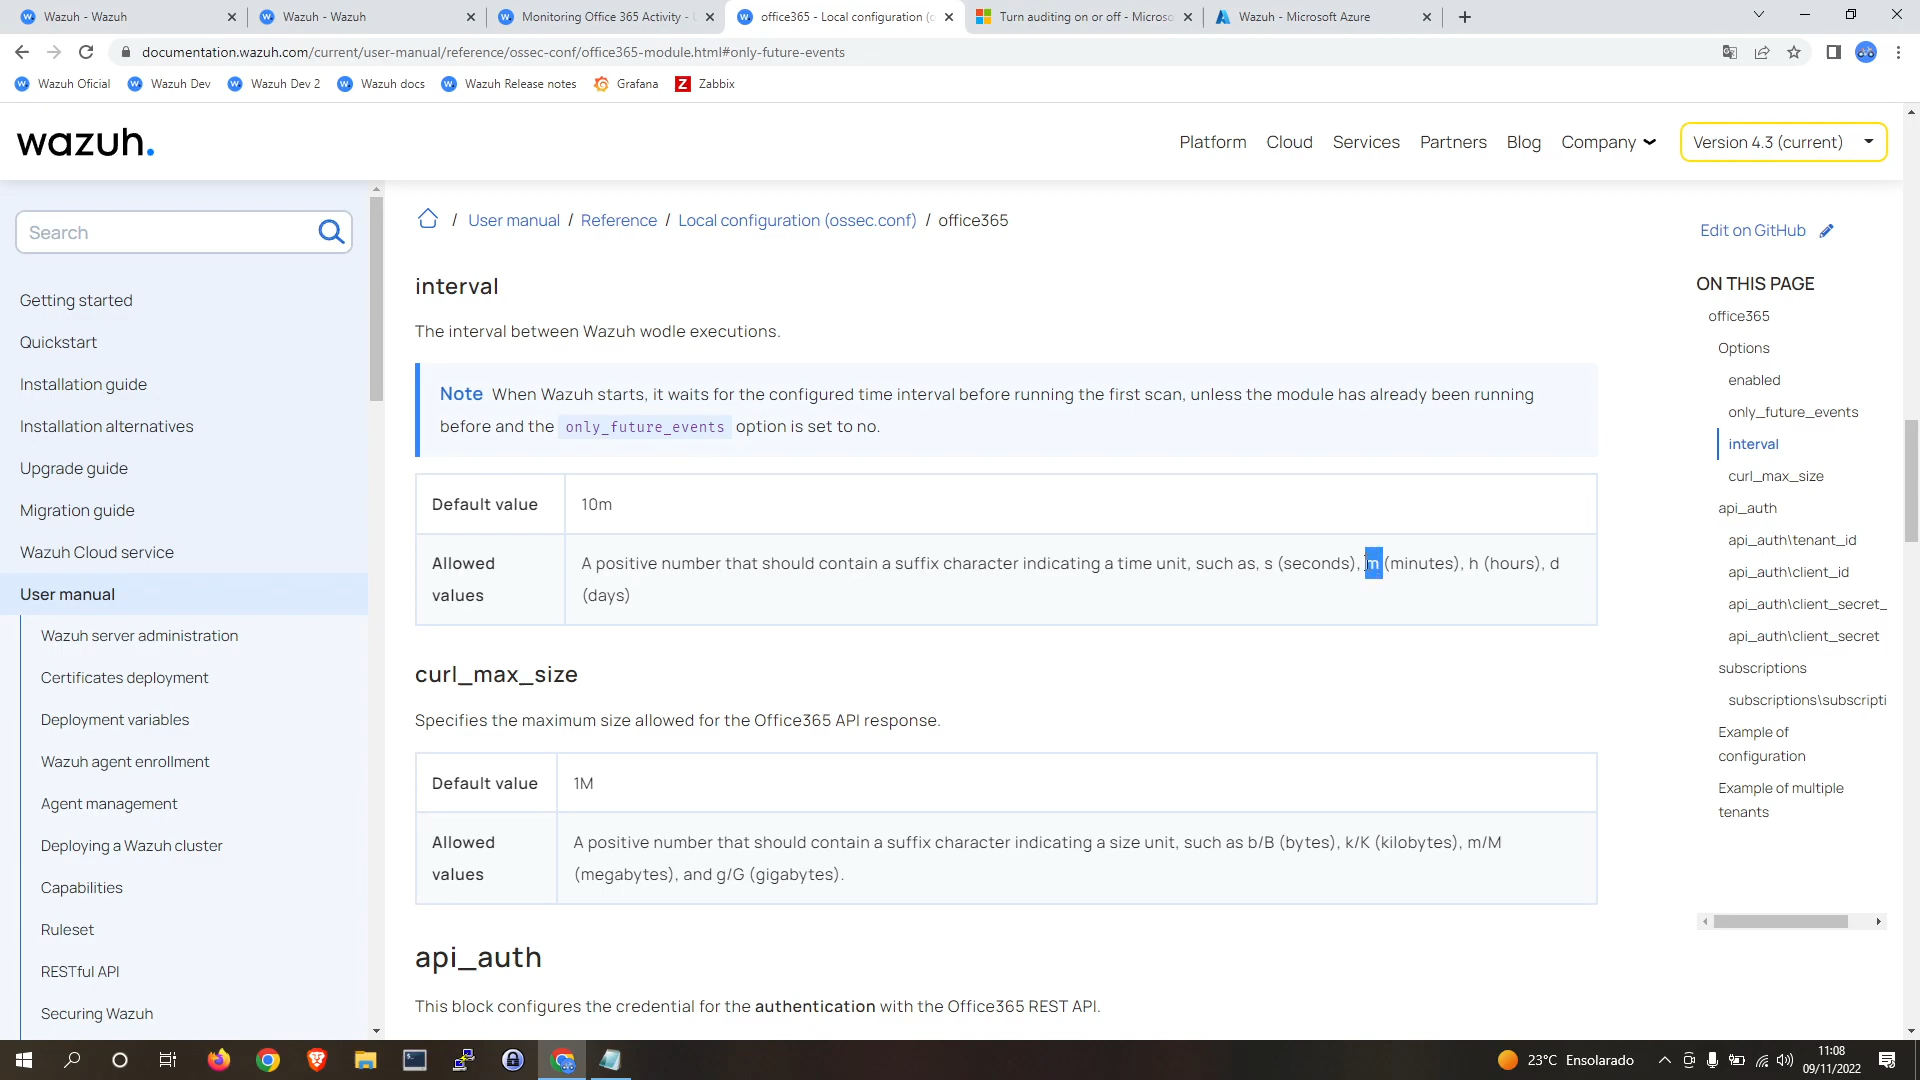 Wazuh - Wazuh
Wazuh - Wazuh
Monitoring Office 365 Activity -
office365 - Local configuration (
Turn auditing on or off - Microso
Wazuh - Microsoft Azure
documentation.wazuh.com/current/user-manual/reference/ossec-conf/office365-module.html#only-future-events
Wazuh Oficial
Wazuh Dev
Wazuh Dev 2
Wazuh docs
Wazuh Release notes
Grafana
Zabbix
wazuh.
Platform
Cloud
Services
Partners
Blog
Company
Version 4.3 (current)
Search
Getting started
Quickstart
Installation guide
Installation alternatives
Upgrade guide
Migration guide
Wazuh Cloud service
User manual
Wazuh server administration
Certificates deployment
Deployment variables
Wazuh agent enrollment
Agent management
Deploying a Wazuh cluster
Capabilities
Ruleset
RESTful API
Securing Wazuh
/ User manual / Reference / Local configuration (ossec.conf) / office365
interval
The interval between Wazuh wodle executions.
Note When Wazuh starts, it waits for the configured time interval before running the first scan, unless the module has already been running
before and the only_future_events option is set to no.
Default value 10m
Allowed values
A positive number that should contain a suffix character indicating a time unit, such as, s (seconds), m (minutes), h (hours), d
(days)
curl_max_size
Specifies the maximum size allowed for the Office365 API response.
Default value 1M
Allowed values
A positive number that should contain a suffix character indicating a size unit, such as b/B (bytes), k/K (kilobytes), m/M
(megabytes), and g/G (gigabytes).
api_auth
This block configures the credential for the authentication with the Office365 REST API.
Edit on GitHub
ON THIS PAGE
office365
Options
enabled
only_future_events
interval
curl_max_size
api_auth
api_auth\tenant_id
api_auth\client_id
api_auth\client_secret_
api_auth\client_secret
subscriptions
subscriptions\subscripti
Example of
configuration
Example of multiple
tenants
23°C Ensolarado
11:08
09/11/2022